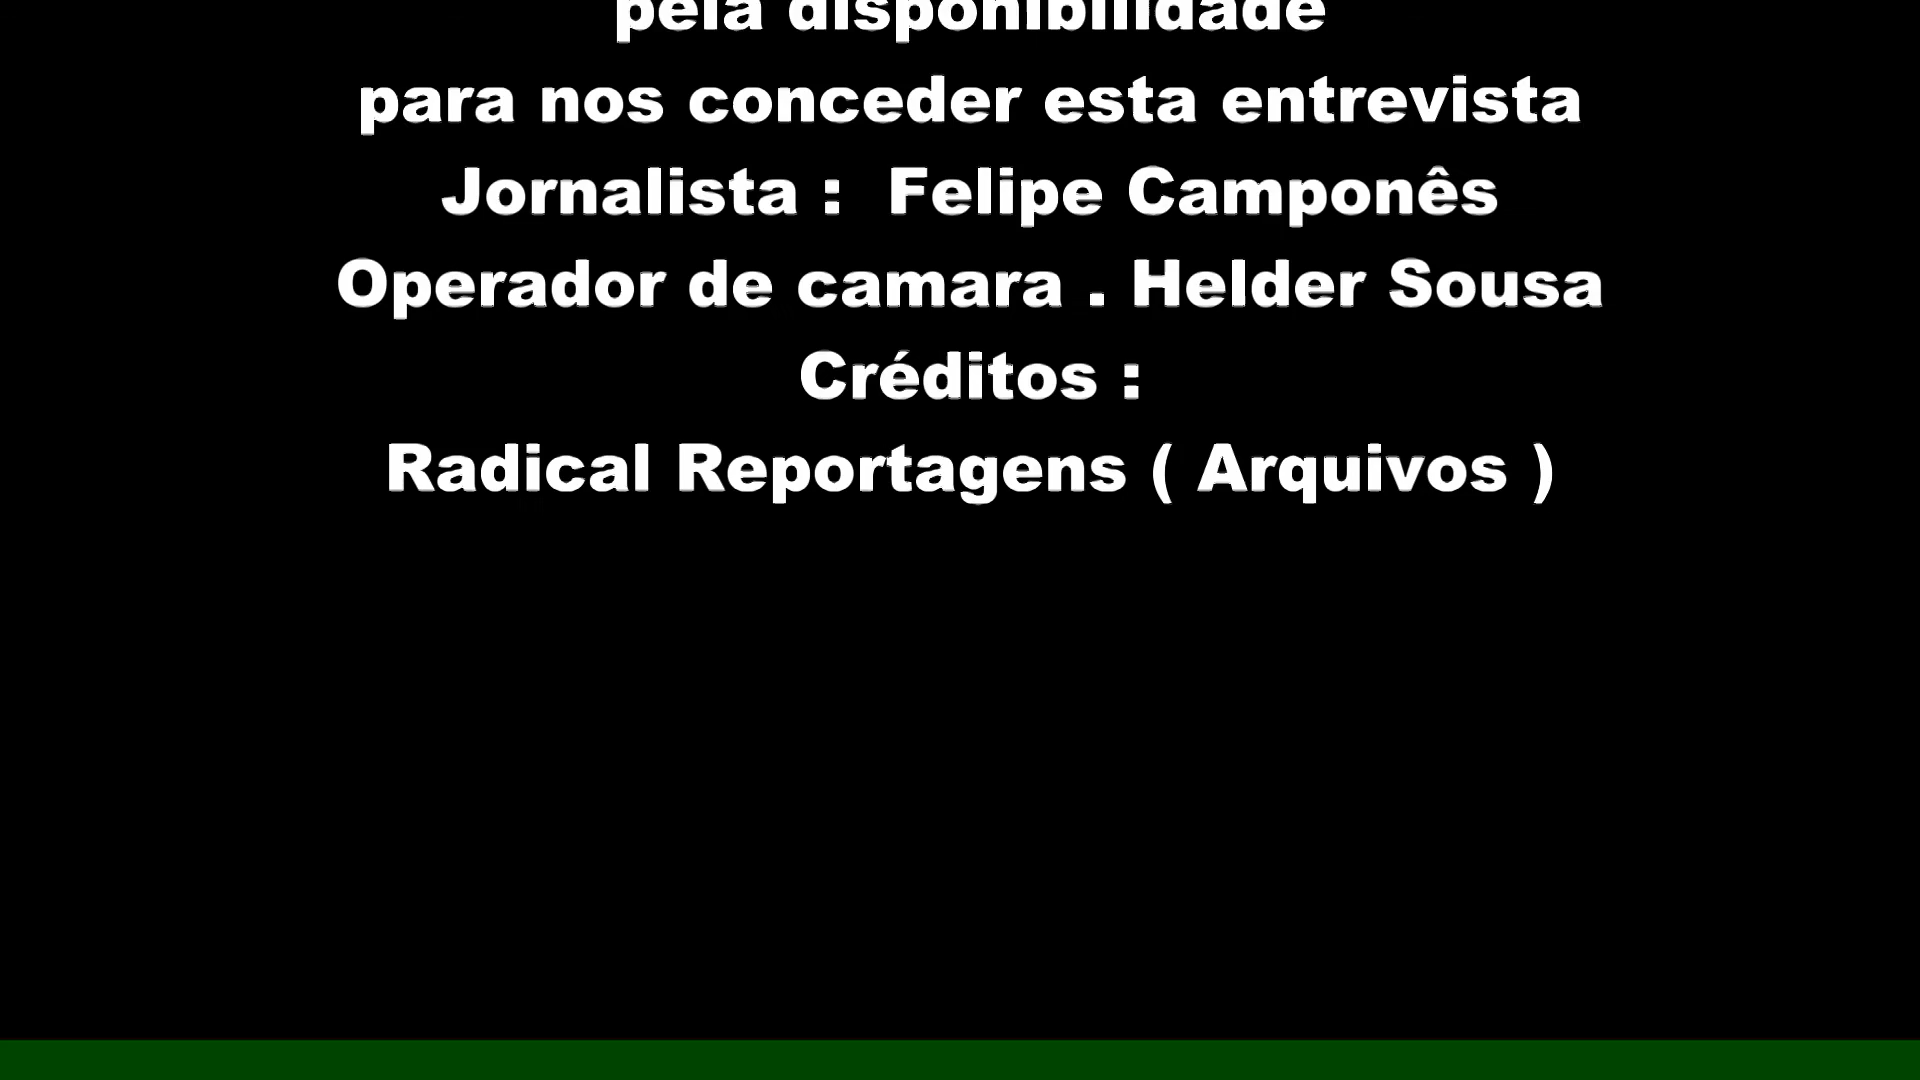 pela disponibilidade
para nos conceder esta entrevista
Jornalista :  Felipe Camponês
Operador de camara . Helder Sousa
Créditos :
Radical Reportagens ( Arquivos )